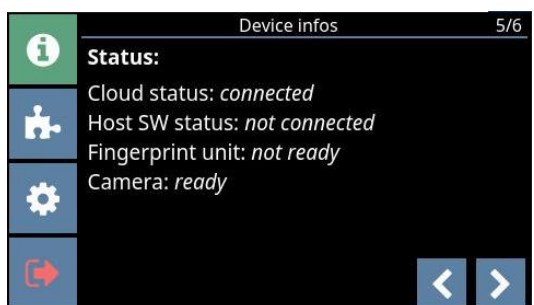 Device infos 5/6
Status:
Cloud status: connected
Host SW status: not connected
Fingerprint unit: not ready
Camera: ready